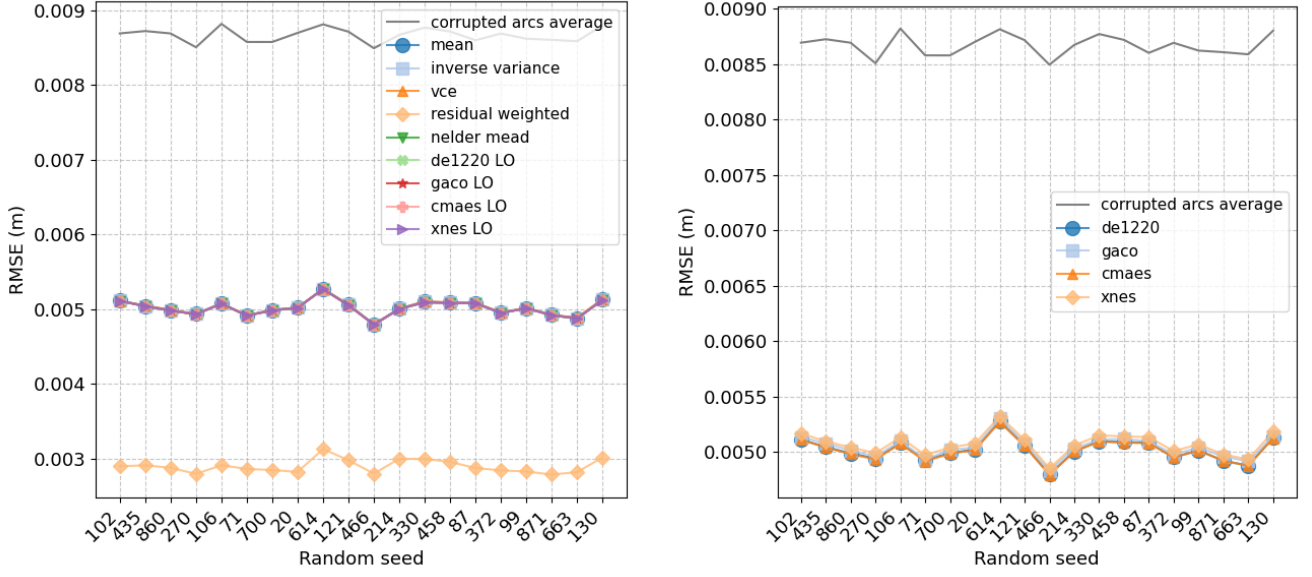 0.009
0.008
0.007
0.006
0.005
0.004
0.003
RMSE (m)
corrupted arcs average
mean
inverse variance
vce
residual weighted
nelder mead
de1220 LO
gaco LO
cmaes LO
xnes LO
102 435 860 270 106 71 700 20 614 121 466 214 330 458 87 372 99 871 663 130
Random seed
0.0090
0.0085
0.0080
0.0075
0.0070
0.0065
0.0060
0.0055
0.0050
RMSE (m)
corrupted arcs average
de1220
gaco
cmaes
xnes
102 435 860 270 106 71 700 20 614 121 466 214 330 458 87 372 99 871 663 130
Random seed